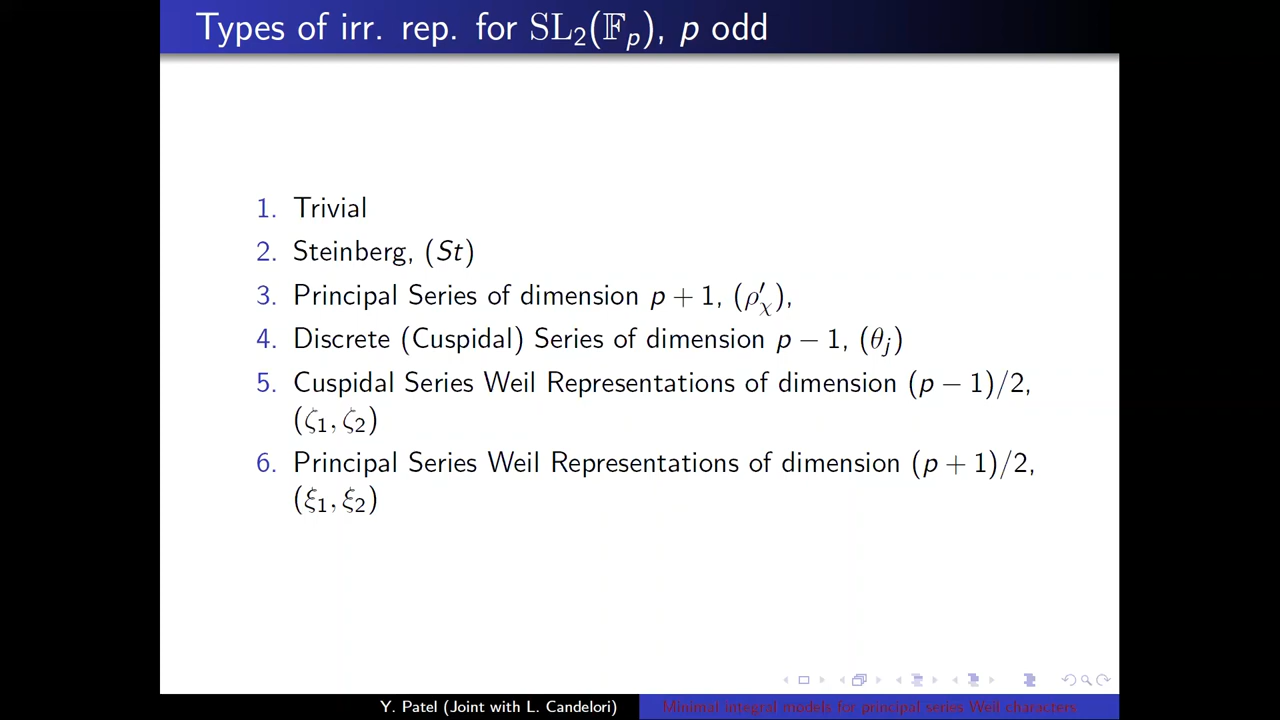 Types of irr. rep. for SL₂(𝔽ₚ), p odd
1. Trivial
2. Steinberg, (St)
3. Principal Series of dimension p + 1, (ρ′ᵪ),
4. Discrete (Cuspidal) Series of dimension p − 1, (θⱼ)
5. Cuspidal Series Weil Representations of dimension (p − 1)/2,
(ζ₁, ζ₂)
6. Principal Series Weil Representations of dimension (p + 1)/2,
(ξ₁, ξ₂)
Y. Patel (Joint with L. Candelori)
Minimal integral models for principal series Weil characters